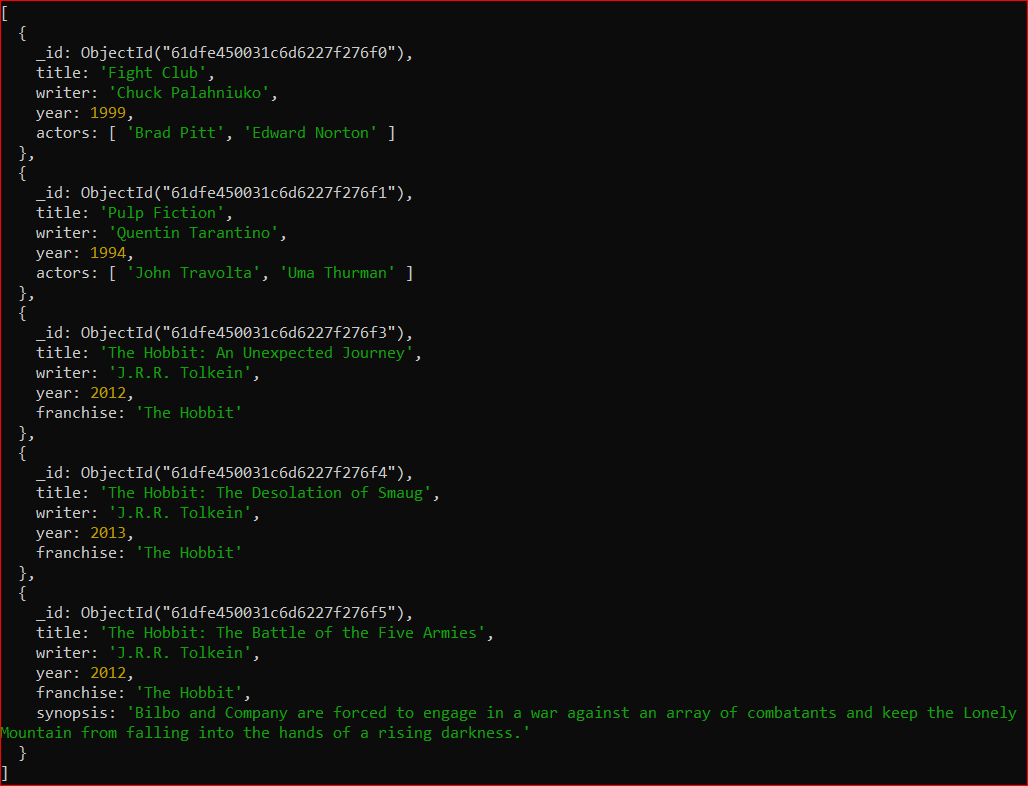 [
  {
    _id: ObjectId("61dfe450031c6d6227f276f0"),
    title: 'Fight Club',
    writer: 'Chuck Palahniuko',
    year: 1999,
    actors: [ 'Brad Pitt', 'Edward Norton' ]
  },
  {
    _id: ObjectId("61dfe450031c6d6227f276f1"),
    title: 'Pulp Fiction',
    writer: 'Quentin Tarantino',
    year: 1994,
    actors: [ 'John Travolta', 'Uma Thurman' ]
  },
  {
    _id: ObjectId("61dfe450031c6d6227f276f3"),
    title: 'The Hobbit: An Unexpected Journey',
    writer: 'J.R.R. Tolkein',
    year: 2012,
    franchise: 'The Hobbit'
  },
  {
    _id: ObjectId("61dfe450031c6d6227f276f4"),
    title: 'The Hobbit: The Desolation of Smaug',
    writer: 'J.R.R. Tolkein',
    year: 2013,
    franchise: 'The Hobbit'
  },
  {
    _id: ObjectId("61dfe450031c6d6227f276f5"),
    title: 'The Hobbit: The Battle of the Five Armies',
    writer: 'J.R.R. Tolkein',
    year: 2012,
    franchise: 'The Hobbit',
    synopsis: 'Bilbo and Company are forced to engage in a war against an array of combatants and keep the Lonely
Mountain from falling into the hands of a rising darkness.'
  }
]